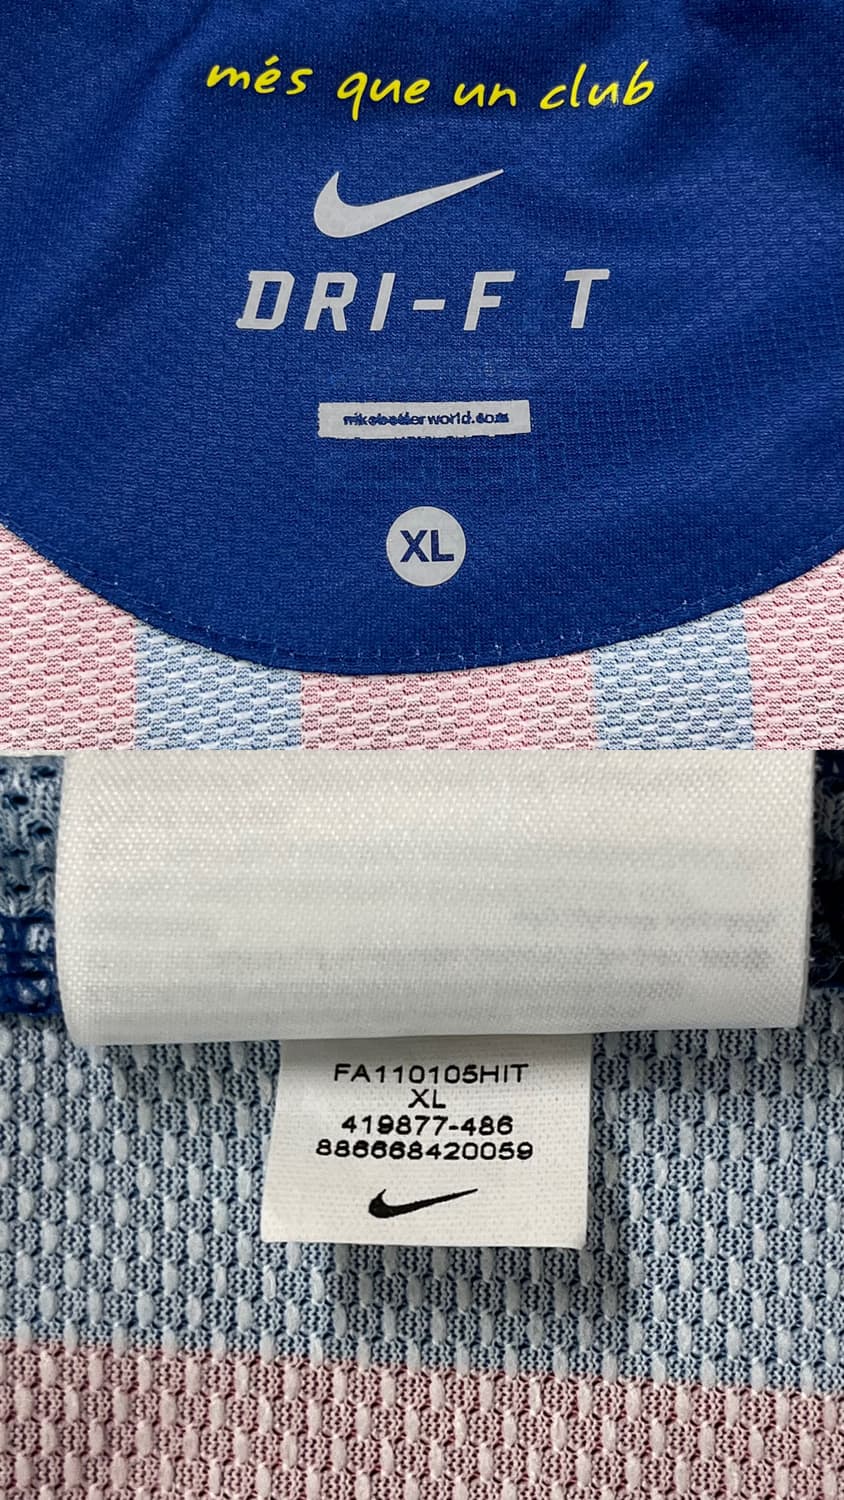 més que un club
DRI-F T
XL
FA110105HIT
XL
419877-486
886668420059